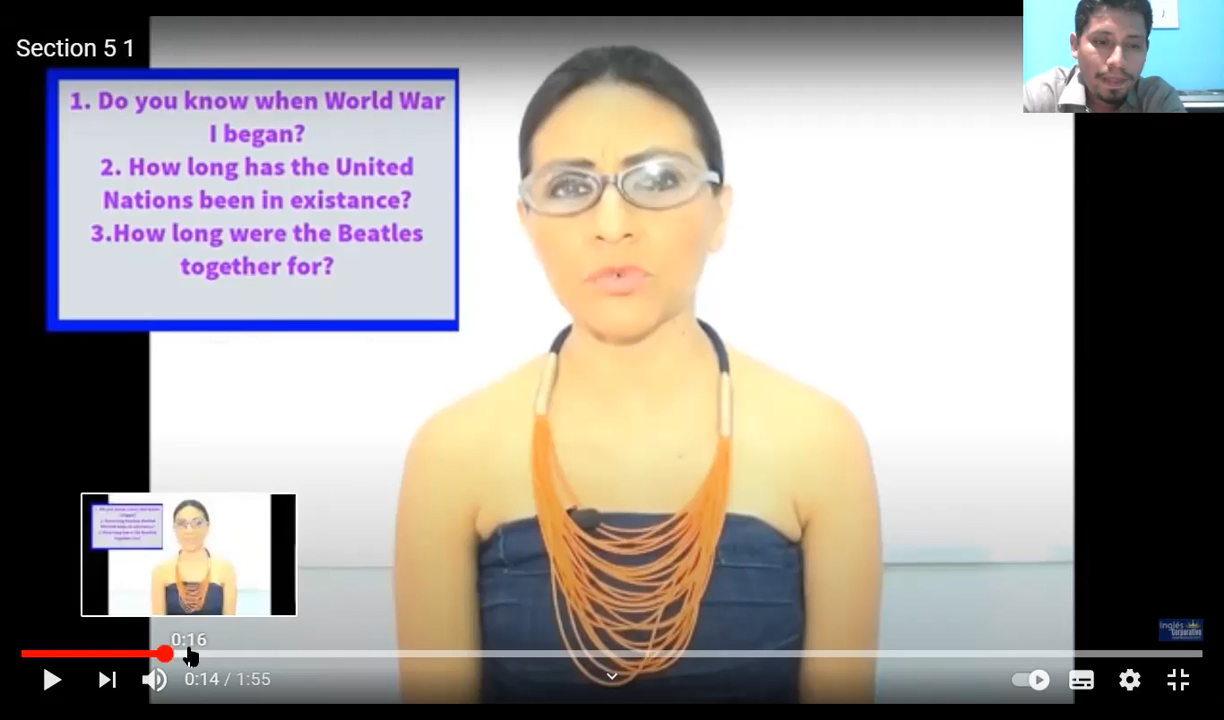 Section 5 1
1. Do you know when World War
I began?
2. How long has the United
Nations been in existance?
3.How long were the Beatles
together for?
0:16
0:14 / 1:55
Inglés
Corporativo